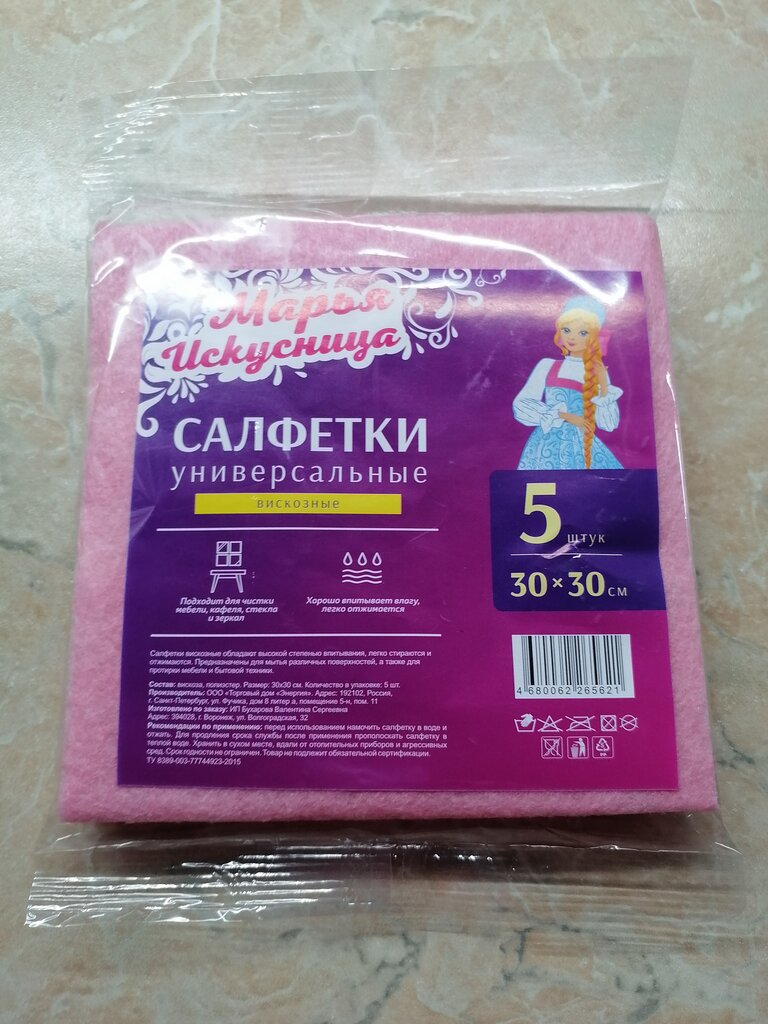 Марья
Искусница
САЛФЕТКИ
универсальные
вискозные
5
штук
30×30 см
Подходит для чистки
мебели, кафеля, стекла
и зеркал
Хорошо впитывает влагу,
легко отжимается
Салфетки вискозные обладают высокой степенью впитывания, легко стираются и
отжимаются. Предназначены для мытья различных поверхностей, а также для
протирки мебели и бытовой техники.
Состав: вискоза, полиэстер. Размер: 30х30 см. Количество в упаковке: 5 шт.
Производитель: ООО «Торговый дом «Энергия». Адрес: 192102, Россия,
г. Санкт-Петербург, ул. Фучика, дом 8 литер а, помещение 5-н, пом. 11
Изготовлено по заказу: ИП Бухарова Валентина Сергеевна
Адрес: 394028, г. Воронеж, ул. Волгоградская, 32
Рекомендации по применению: перед использованием намочить салфетку в воде и
отжать. Для продления срока службы после применения прополоскать салфетку в
теплой воде. Хранить в сухом месте, вдали от отопительных приборов и агрессивных
сред. Срок годности не ограничен. Товар не подлежит обязательной сертификации.
ТУ 8389-003-77744923-2015
4 680062 265621